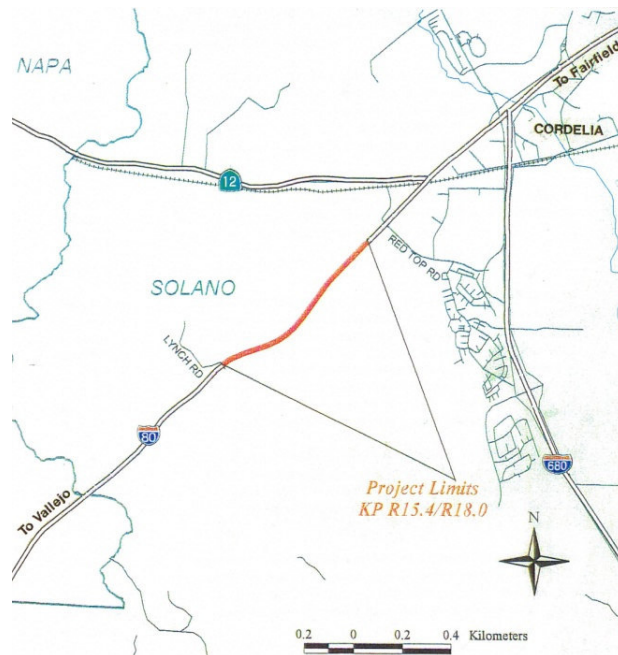 NAPA
To Fairfield
CORDELIA
12
RED TOP RD
SOLANO
LYNCH RD
80
680
Project Limits
KP R15.4/R18.0
To Vallejo
N
0.2 0 0.2 0.4 Kilometers